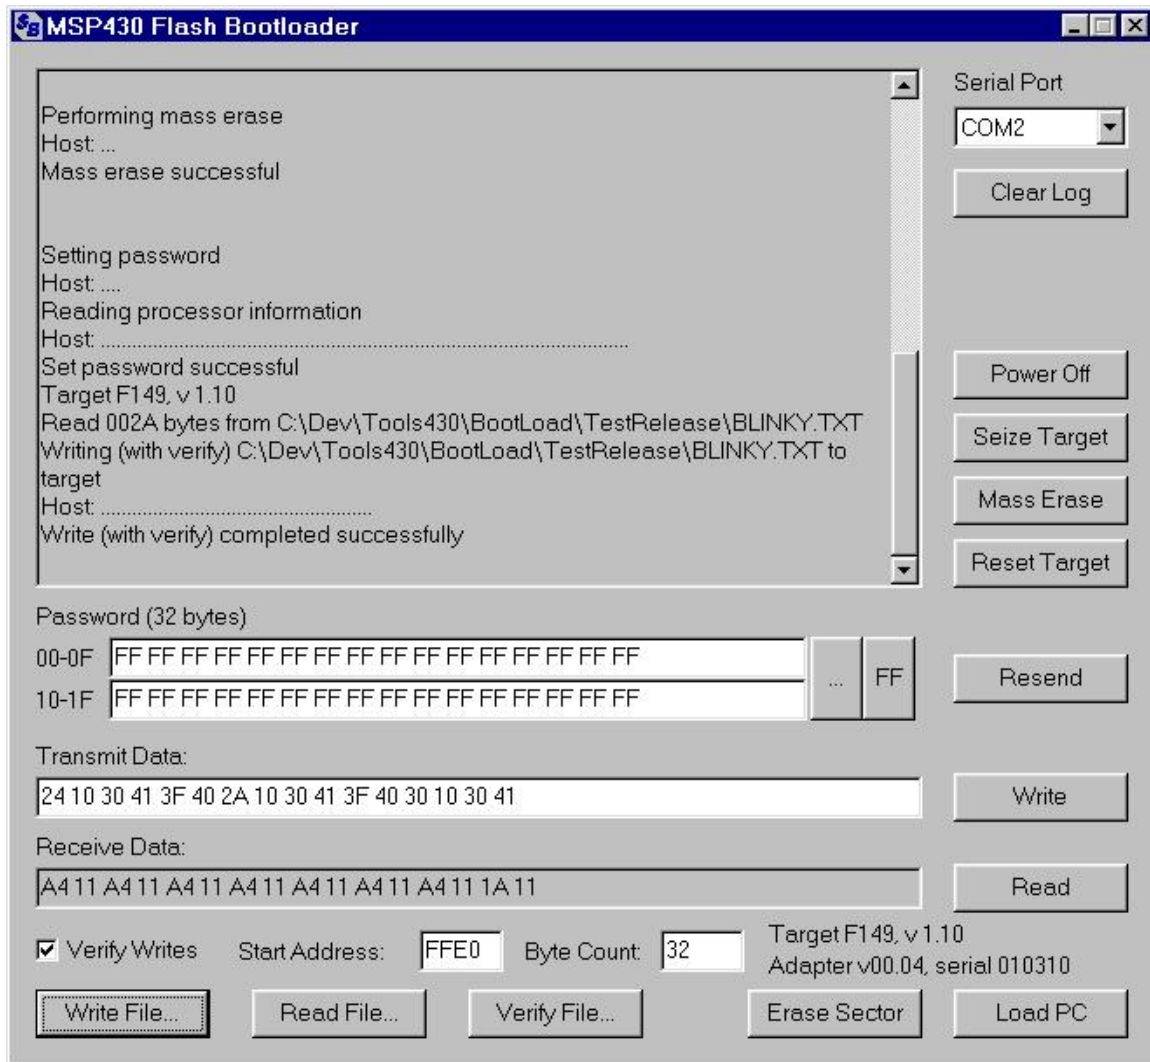 MSP430 Flash Bootloader
Performing mass erase
Host: ...
Mass erase successful
Setting password
Host: ....
Reading processor information
Host: ................................................................................
Set password successful
Target F149, v 1.10
Read 002A bytes from C:\Dev\Tools430\BootLoad\TestRelease\BLINKY.TXT
Writing (with verify) C:\Dev\Tools430\BootLoad\TestRelease\BLINKY.TXT to
target
Host: ...................................................
Write (with verify) completed successfully
Serial Port
COM2
Clear Log
Power Off
Seize Target
Mass Erase
Reset Target
Password (32 bytes)
00-0F FF FF FF FF FF FF FF FF FF FF FF FF FF FF FF FF
10-1F FF FF FF FF FF FF FF FF FF FF FF FF FF FF FF FF
... FF
Resend
Transmit Data:
24 10 30 41 3F 40 2A 10 30 41 3F 40 30 10 30 41
Write
Receive Data:
A4 11 A4 11 A4 11 A4 11 A4 11 A4 11 A4 11 1A 11
Read
Verify Writes Start Address: FFE0 Byte Count: 32
Target F149, v 1.10
Adapter v00.04, serial 010310
Write File... Read File... Verify File... Erase Sector Load PC